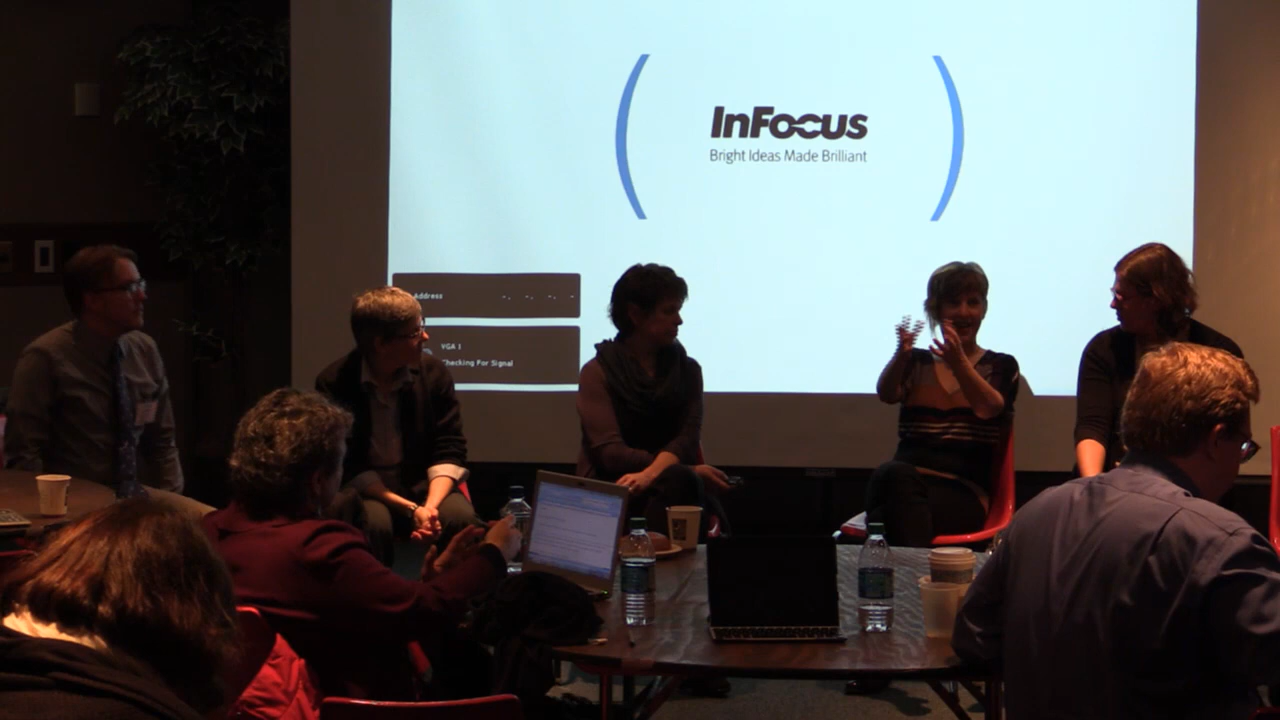 InFocus
Bright Ideas Made Brilliant
Address
VGA 1
Checking For Signal